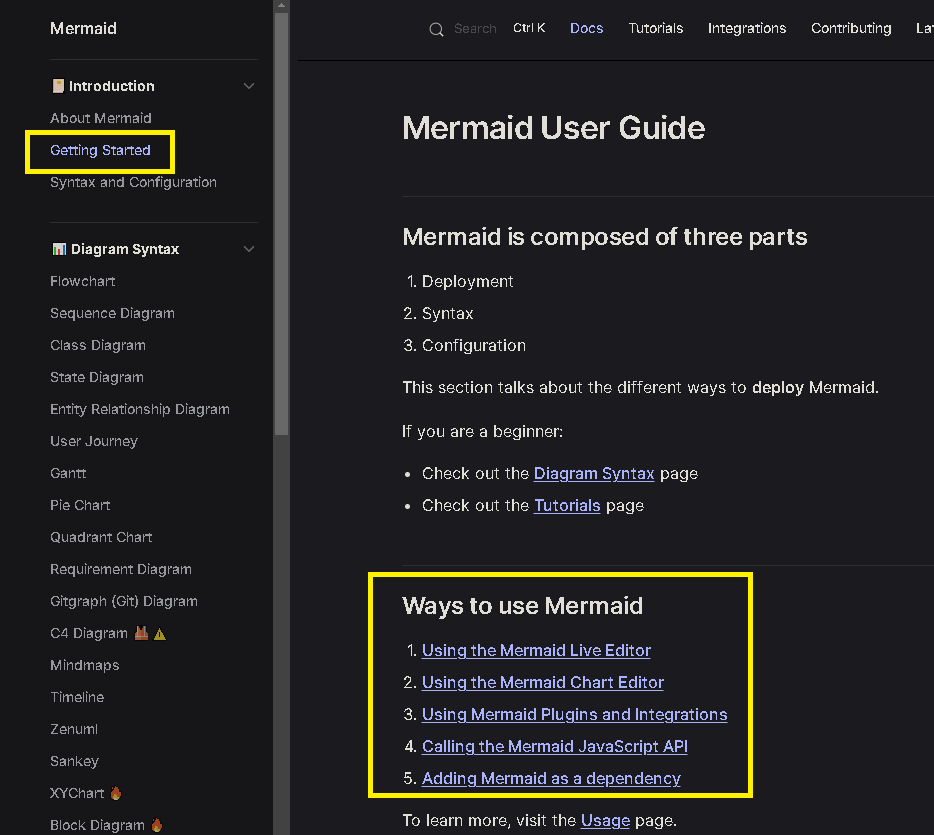 Mermaid
Search Ctrl K Docs Tutorials Integrations Contributing
Introduction
About Mermaid
Getting Started
Syntax and Configuration
Diagram Syntax
Flowchart
Sequence Diagram
Class Diagram
State Diagram
Entity Relationship Diagram
User Journey
Gantt
Pie Chart
Quadrant Chart
Requirement Diagram
Gitgraph (Git) Diagram
C4 Diagram
Mindmaps
Timeline
Zenuml
Sankey
XYChart
Block Diagram
Mermaid User Guide
Mermaid is composed of three parts
1. Deployment
2. Syntax
3. Configuration
This section talks about the different ways to deploy Mermaid.
If you are a beginner:
• Check out the Diagram Syntax page
• Check out the Tutorials page
Ways to use Mermaid
1. Using the Mermaid Live Editor
2. Using the Mermaid Chart Editor
3. Using Mermaid Plugins and Integrations
4. Calling the Mermaid JavaScript API
5. Adding Mermaid as a dependency
To learn more, visit the Usage page.